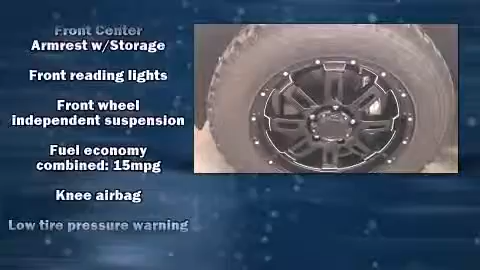 Front Center
Armrest w/Storage
Front reading lights
Front wheel
independent suspension
Fuel economy
combined: 15mpg
Knee airbag
Low tire pressure warning